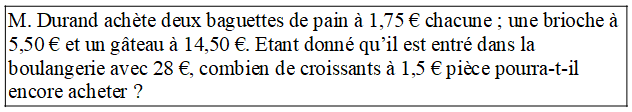 M. Durand achète deux baguettes de pain à 1,75 € chacune ; une brioche à
5,50 € et un gâteau à 14,50 €. Etant donné qu’il est entré dans la
boulangerie avec 28 €, combien de croissants à 1,5 € pièce pourra-t-il
encore acheter ?